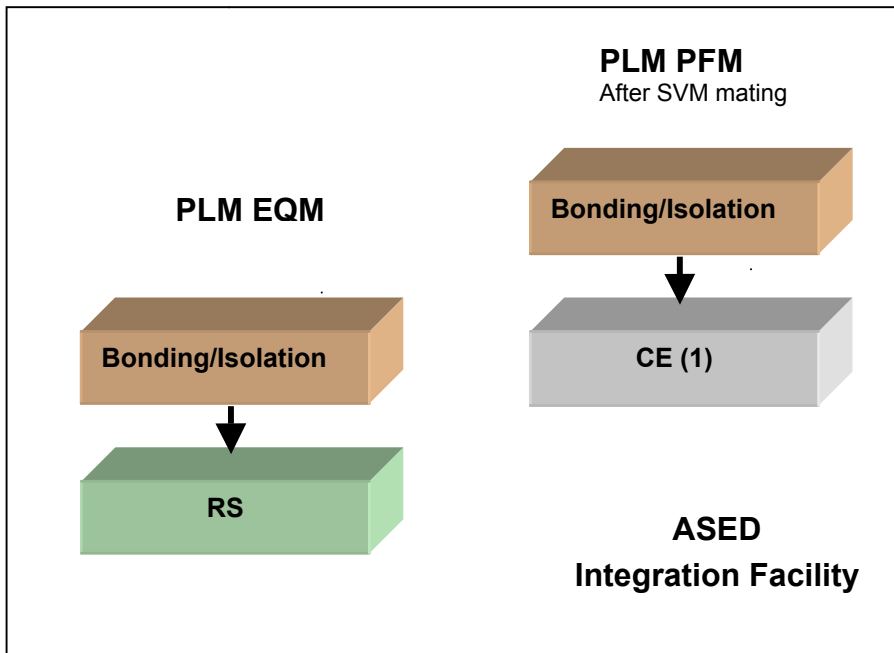 PLM EQM
Bonding/Isolation
RS
PLM PFM
After SVM mating
Bonding/Isolation
CE (1)
ASED
Integration Facility